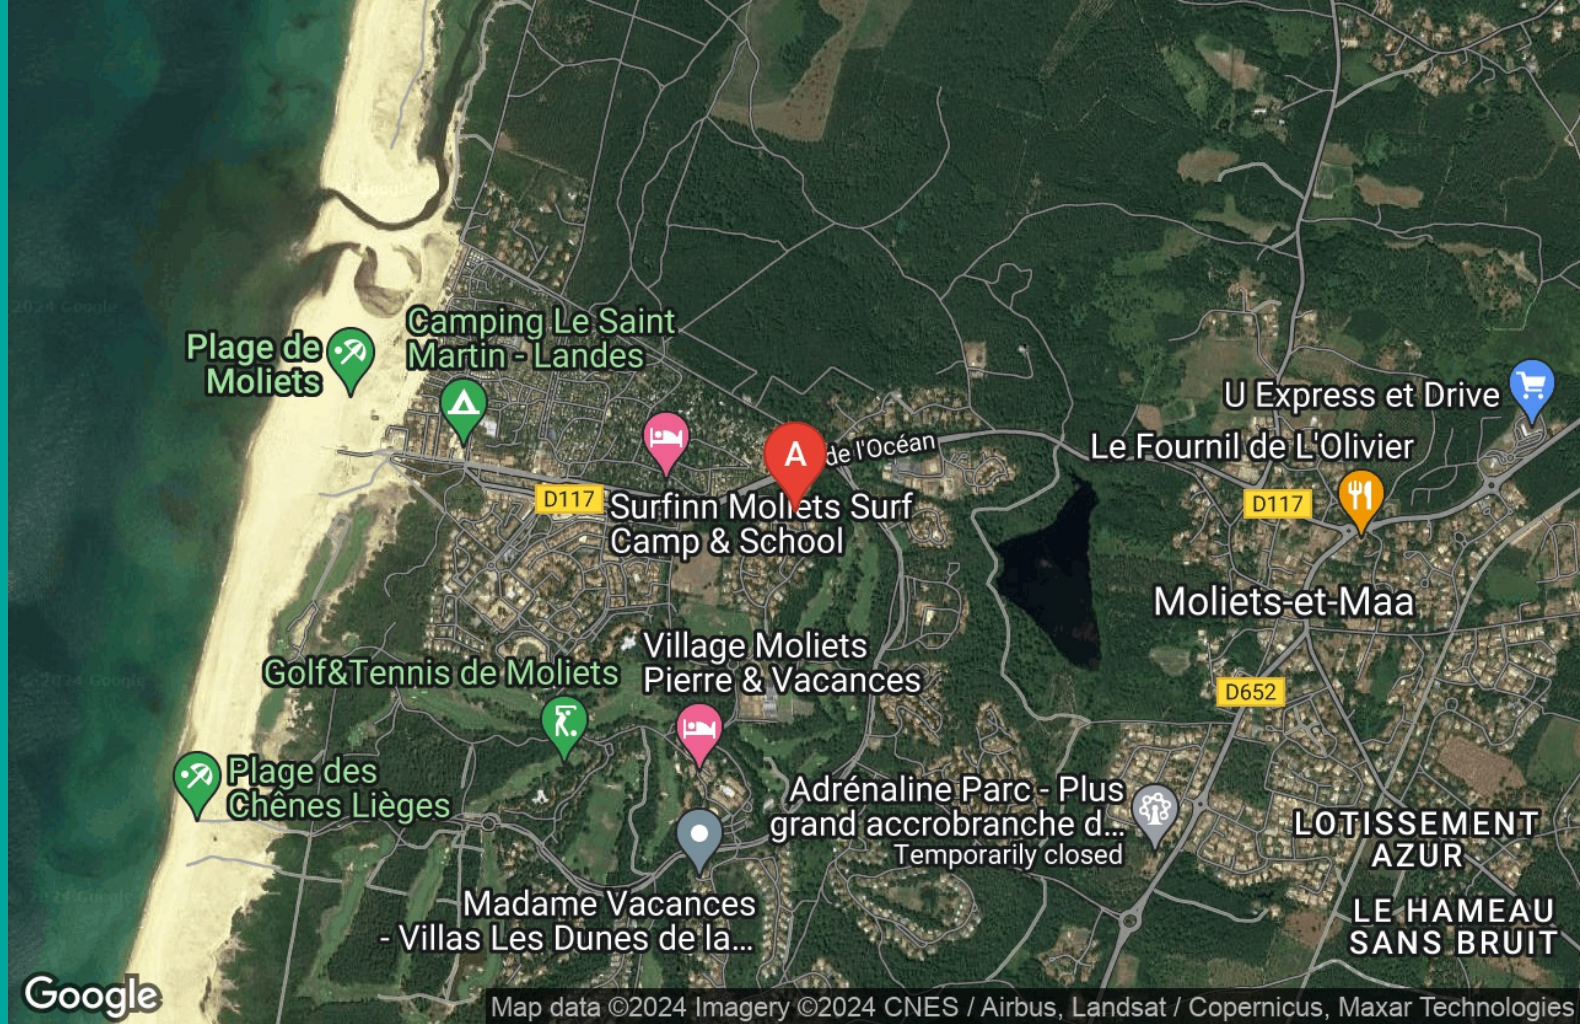 Google
2024 Google
Plage de
Moliets
Camping Le Saint
Martin - Landes
A
de l'Océan
U Express et Drive
Le Fournil de L'Olivier
D117
Surfinn Moliets Surf
Camp & School
D117
Moliets-et-Maa
Village Moliets
Pierre & Vacances
Golf&Tennis de Moliets
D652
Plage des
Chênes Lièges
Adrénaline Parc - Plus
grand accrobranche d...
Temporarily closed
LOTISSEMENT
AZUR
Madame Vacances
- Villas Les Dunes de la...
LE HAMEAU
SANS BRUIT
Google
Map data ©2024 Imagery ©2024 CNES / Airbus, Landsat / Copernicus, Maxar Technologies